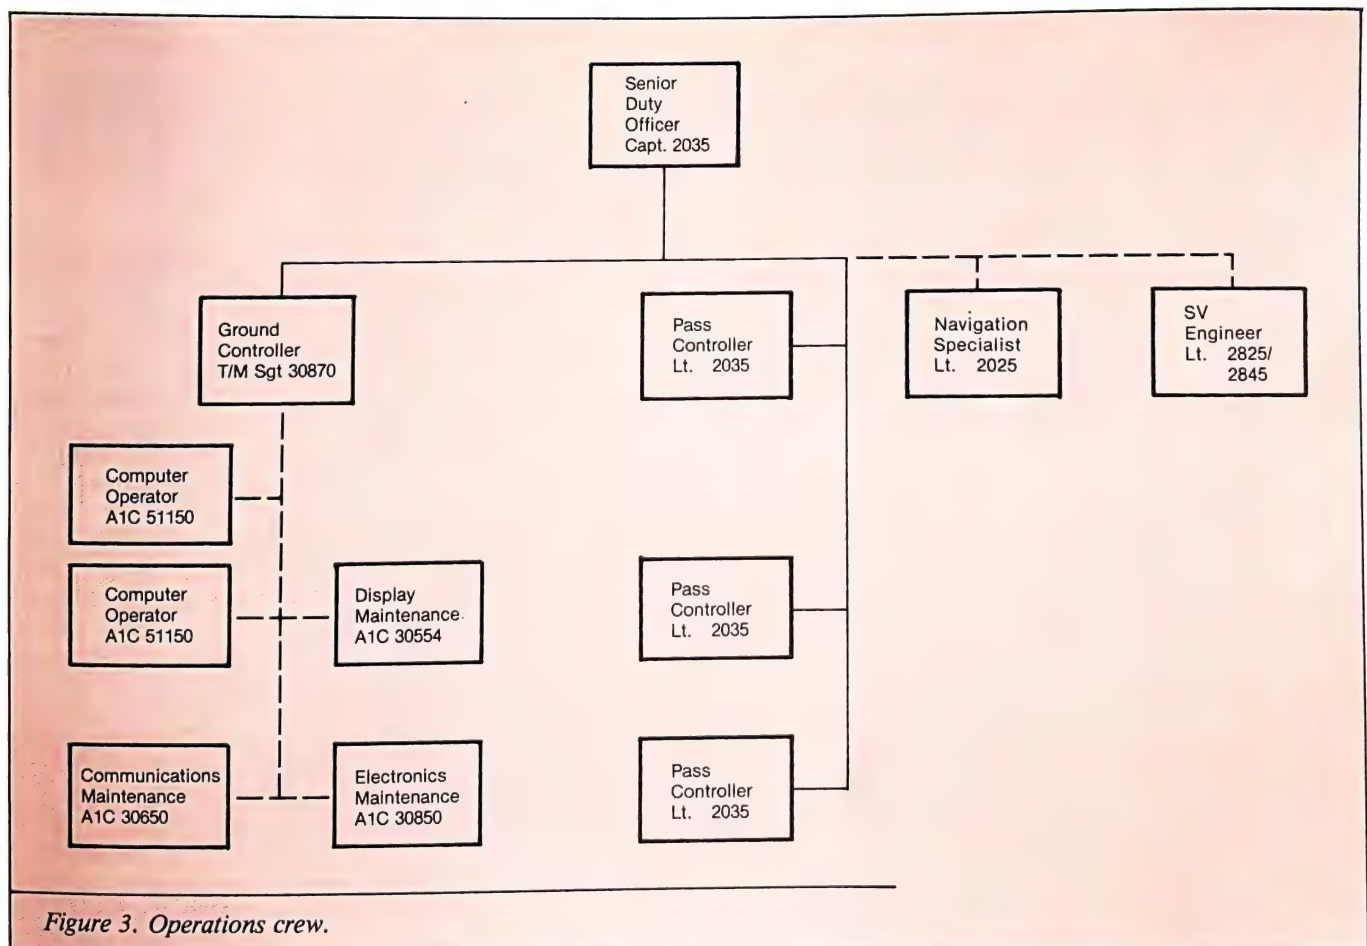 Senior
Duty
Officer
Capt. 2035
Ground
Controller
T/M Sgt 30870
Pass
Controller
Lt. 2035
Navigation
Specialist
Lt. 2025
SV
Engineer
Lt. 2825/
2845
Computer
Operator
A1C 51150
Computer
Operator
A1C 51150
Display
Maintenance
A1C 30554
Pass
Controller
Lt. 2035
Communications
Maintenance
A1C 30650
Electronics
Maintenance
A1C 30850
Pass
Controller
Lt. 2035
Figure 3. Operations crew.